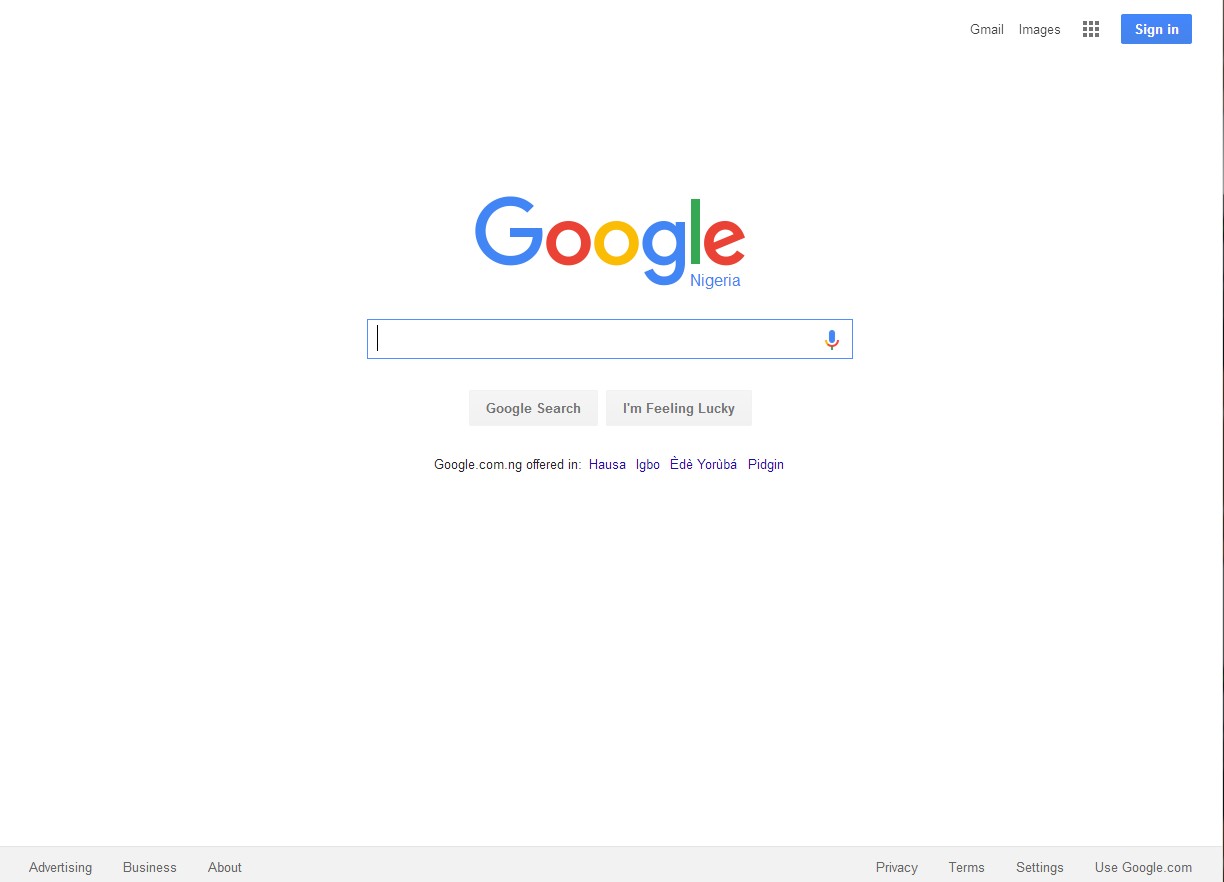 Gmail Images Sign in
Google
Nigeria
Google Search I'm Feeling Lucky
Google.com.ng offered in: Hausa Igbo Èdè Yorùbá Pidgin
Advertising Business About Privacy Terms Settings Use Google.com